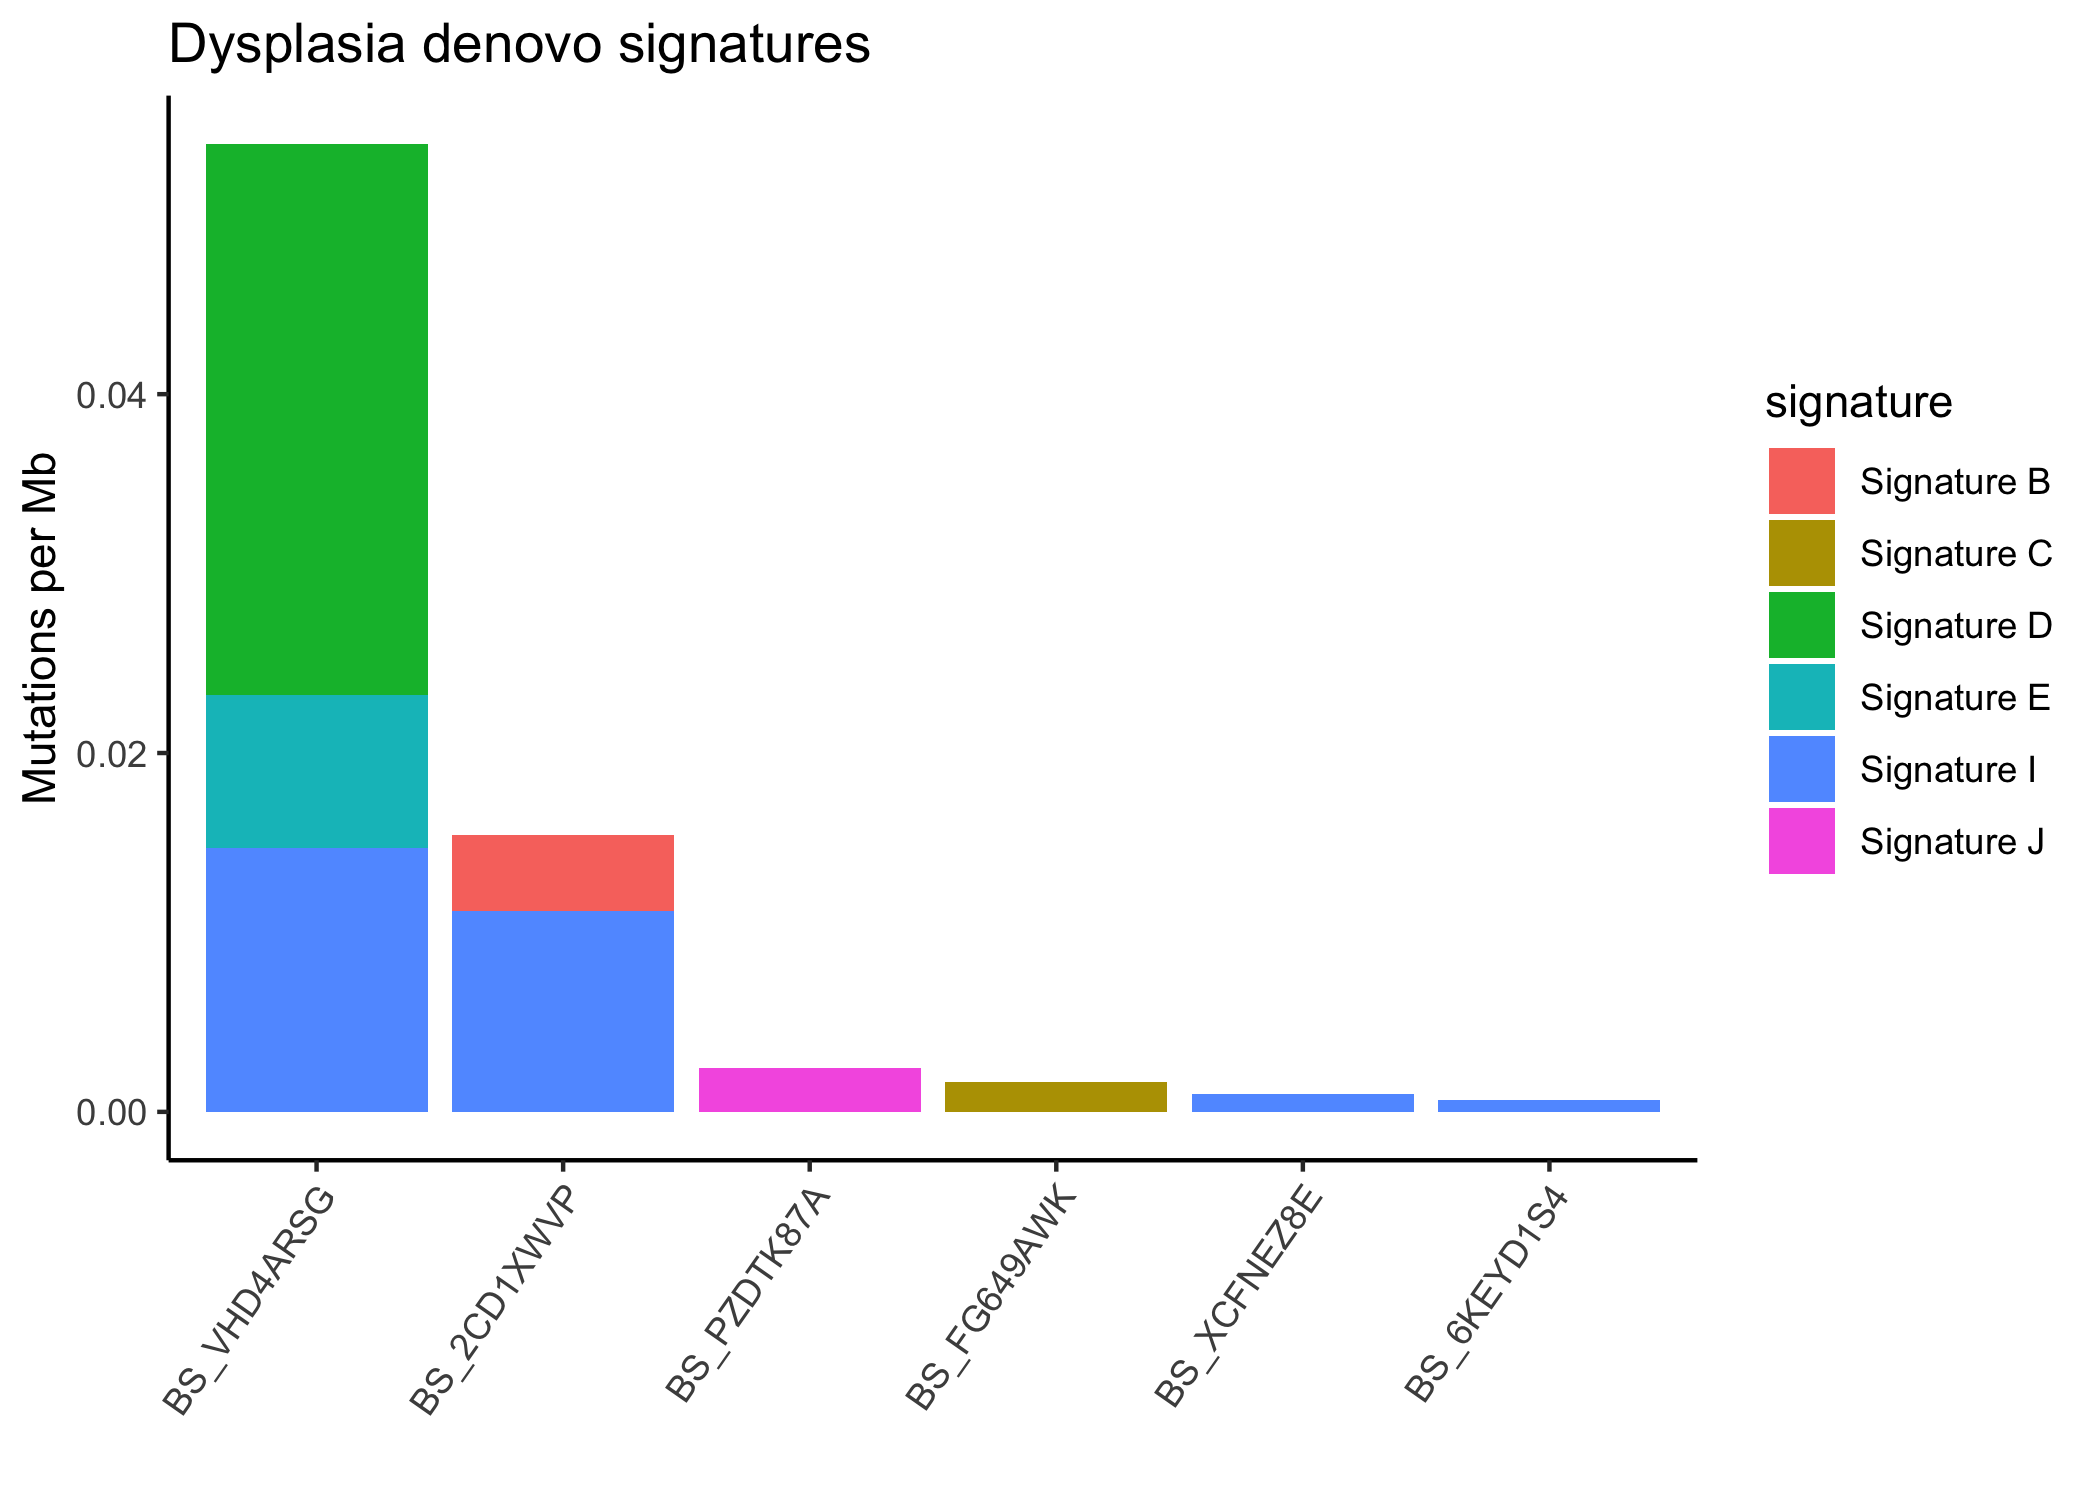 Dysplasia denovo signatures
Mutations per Mb
0.04
0.02
0.00
BS_VHD4ARSG
BS_2CD1XWVP
BS_PZDTK87A
BS_FG649AWK
BS_XCFNEZ8E
BS_6KEYD1S4
signature
Signature B
Signature C
Signature D
Signature E
Signature I
Signature J